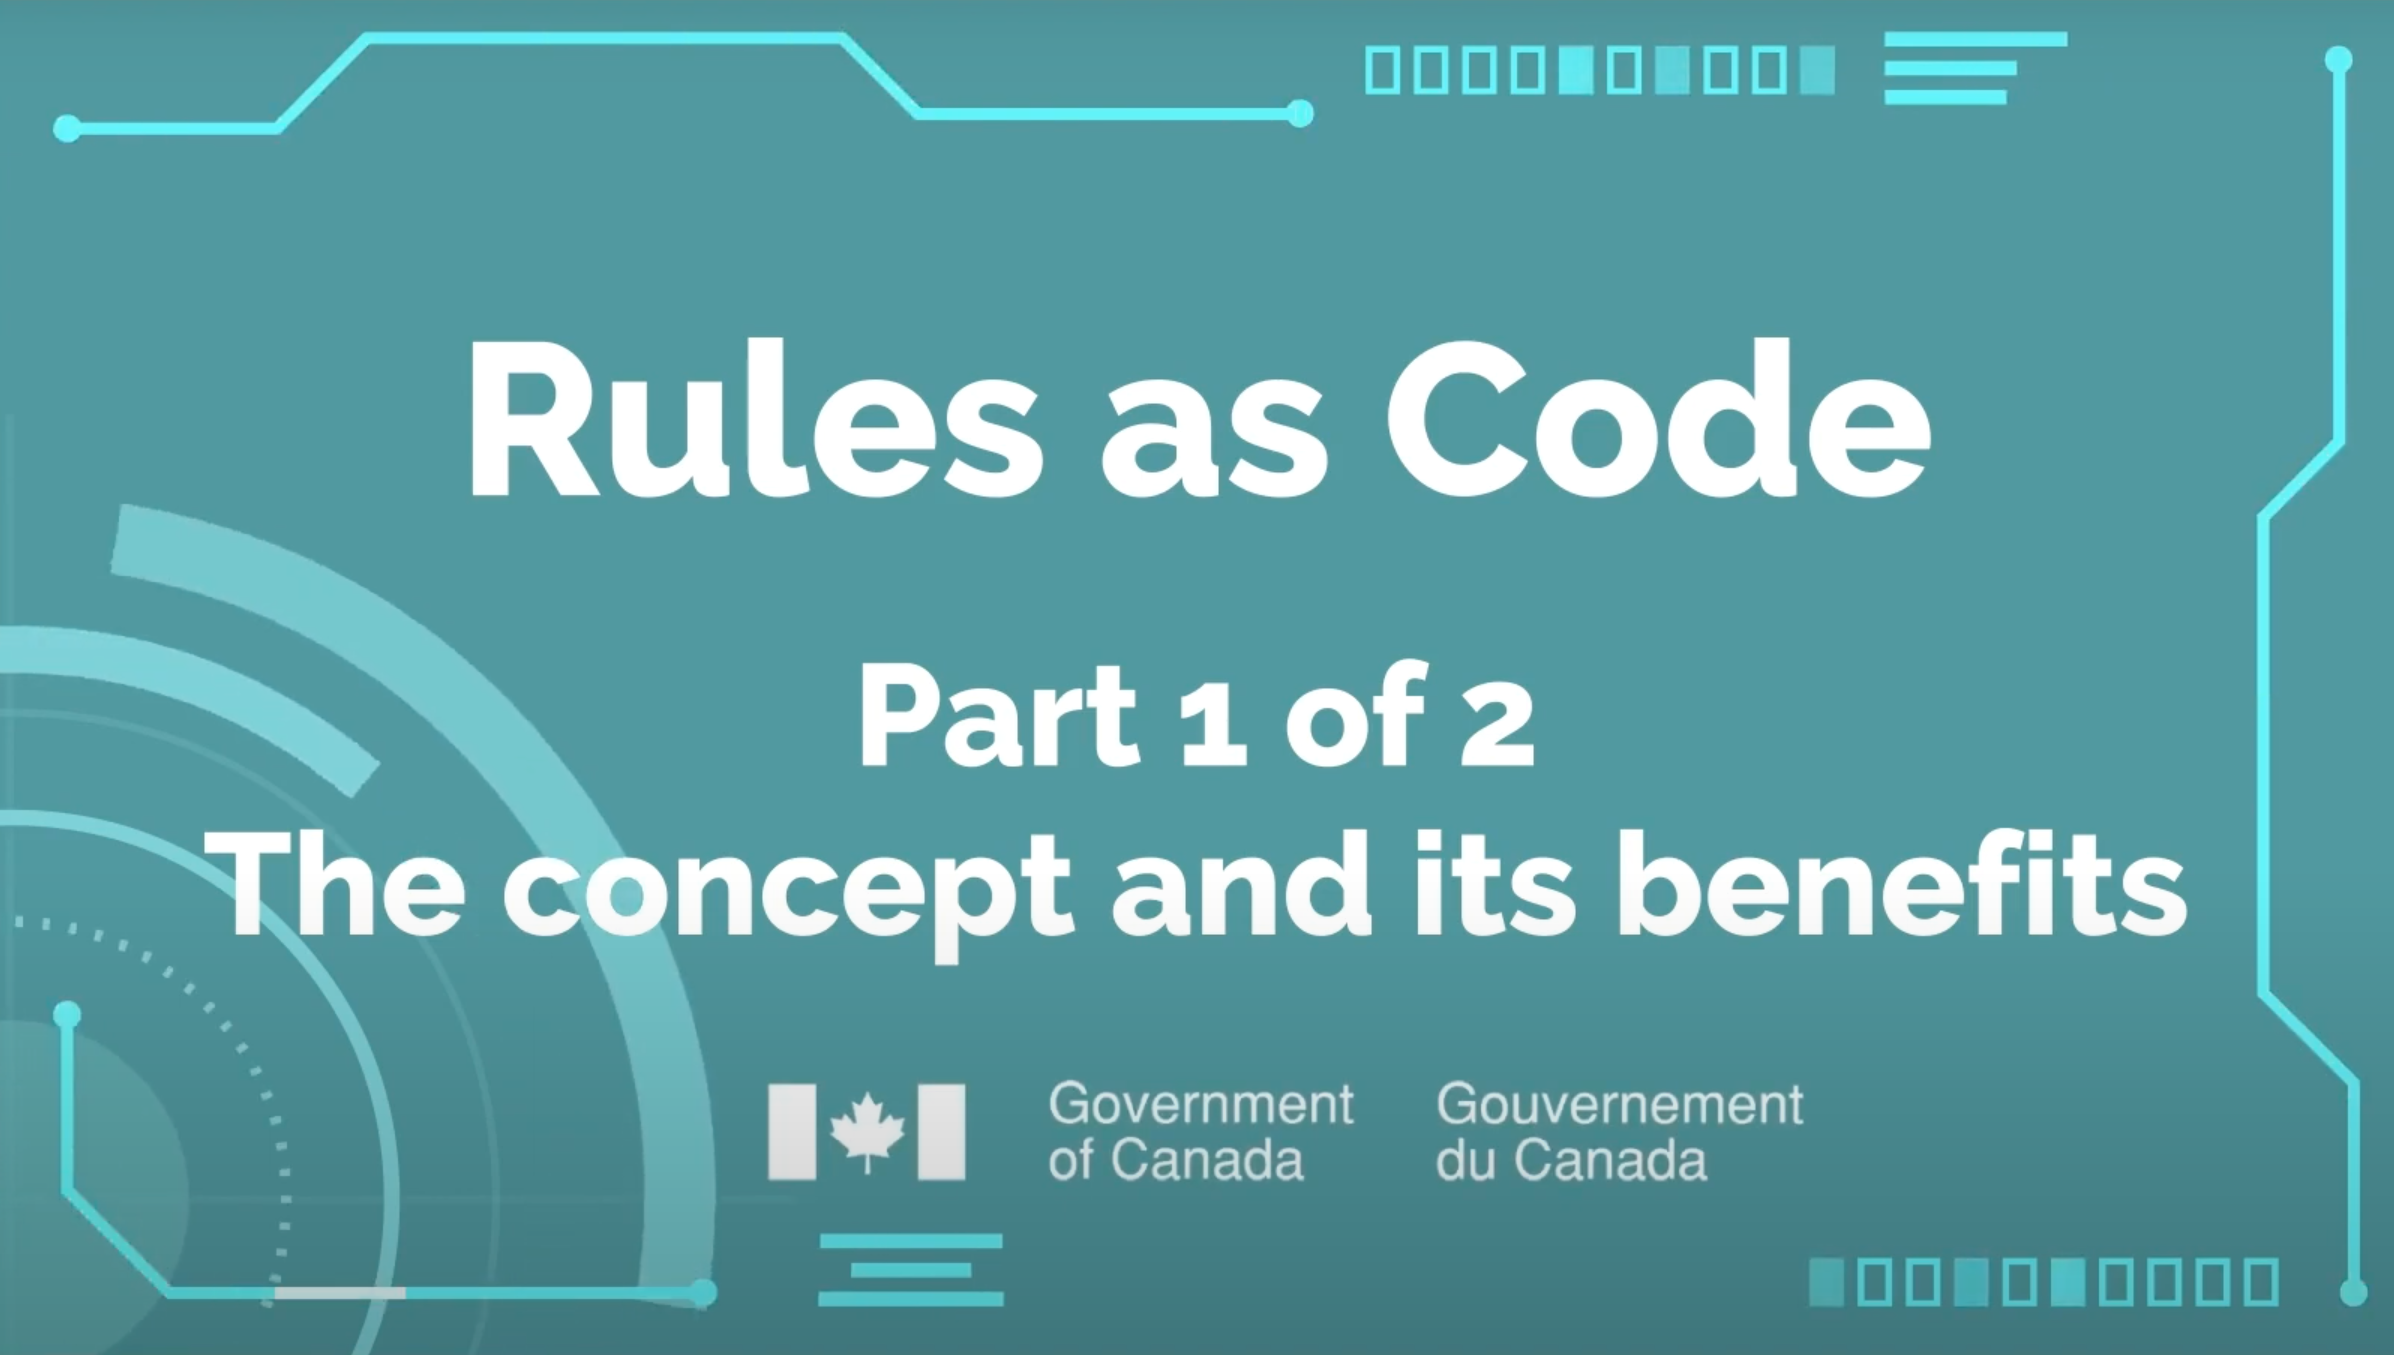 Rules as Code
Part 1 of 2
The concept and its benefits
Government
of Canada
Gouvernement
du Canada